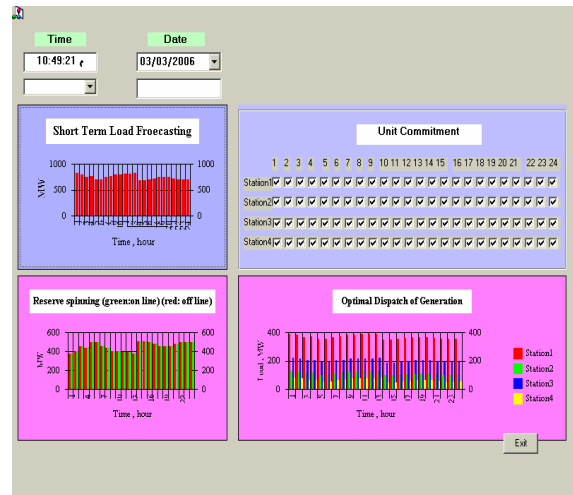 Time Date
10:49:21 03/03/2006
Short Term Load Froecasting
1000 1000
MW
500 500
0 0
Time , hour
Unit Commitment
1 2 3 4 5 6 7 8 9 10 11 12 13 14 15 16 17 18 19 20 21 22 23 24
Station1
Station2
Station3
Station4
Reserve spinning (green:on line) (red: off line)
600 600
400 400
MW
200 200
0 0
Time , hour
Optimal Dispatch of Generation
400 400
200 200
0 0
Time , hour
Station1
Station2
Station3
Station4
Exit